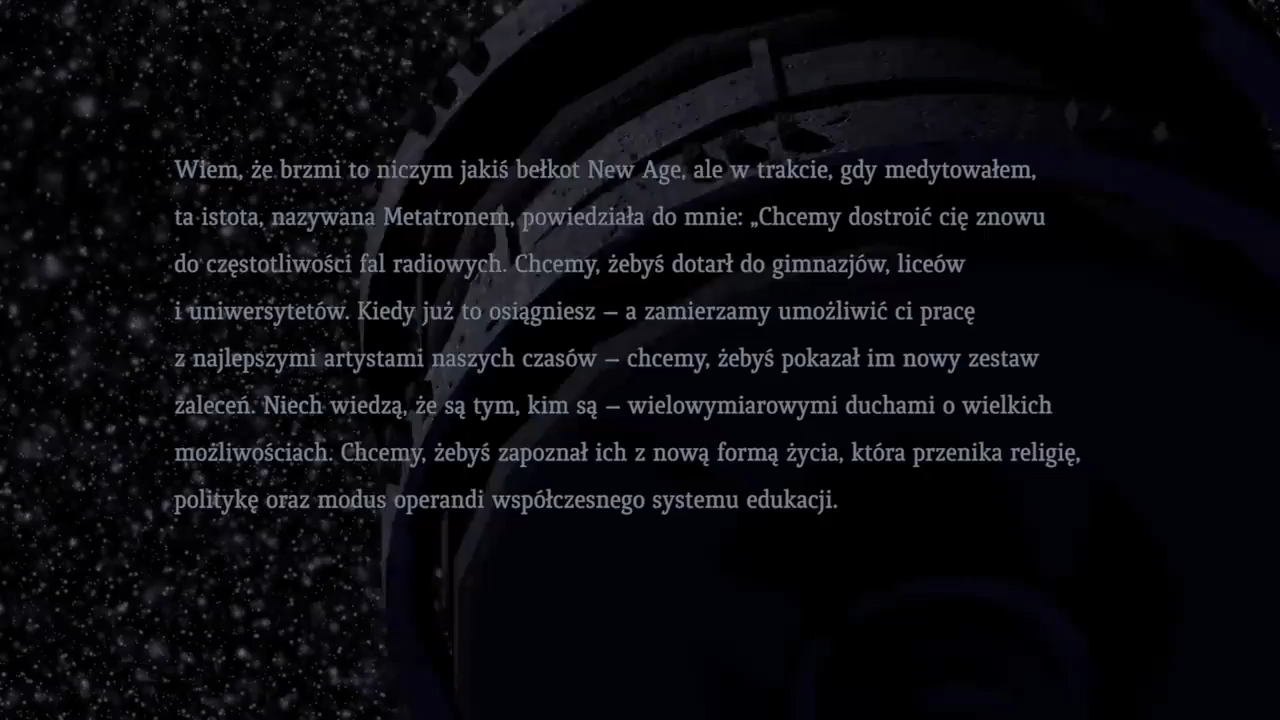 Wiem, że brzmi to niczym jakiś bełkot New Age, ale w trakcie, gdy medytowałem,
ta istota, nazywana Metatronem, powiedziała do mnie: „Chcemy dostroić cię znowu
do częstotliwości fal radiowych. Chcemy, żebyś dotarł do gimnazjów, liceów
i uniwersytetów. Kiedy już to osiągniesz – a zamierzamy umożliwić ci pracę
z najlepszymi artystami naszych czasów – chcemy, żebyś pokazał im nowy zestaw
zaleceń. Niech wiedzą, że są tym, kim są – wielowymiarowymi duchami o wielkich
możliwościach. Chcemy, żebyś zapoznał ich z nową formą życia, która przenika religię,
politykę oraz modus operandi współczesnego systemu edukacji.